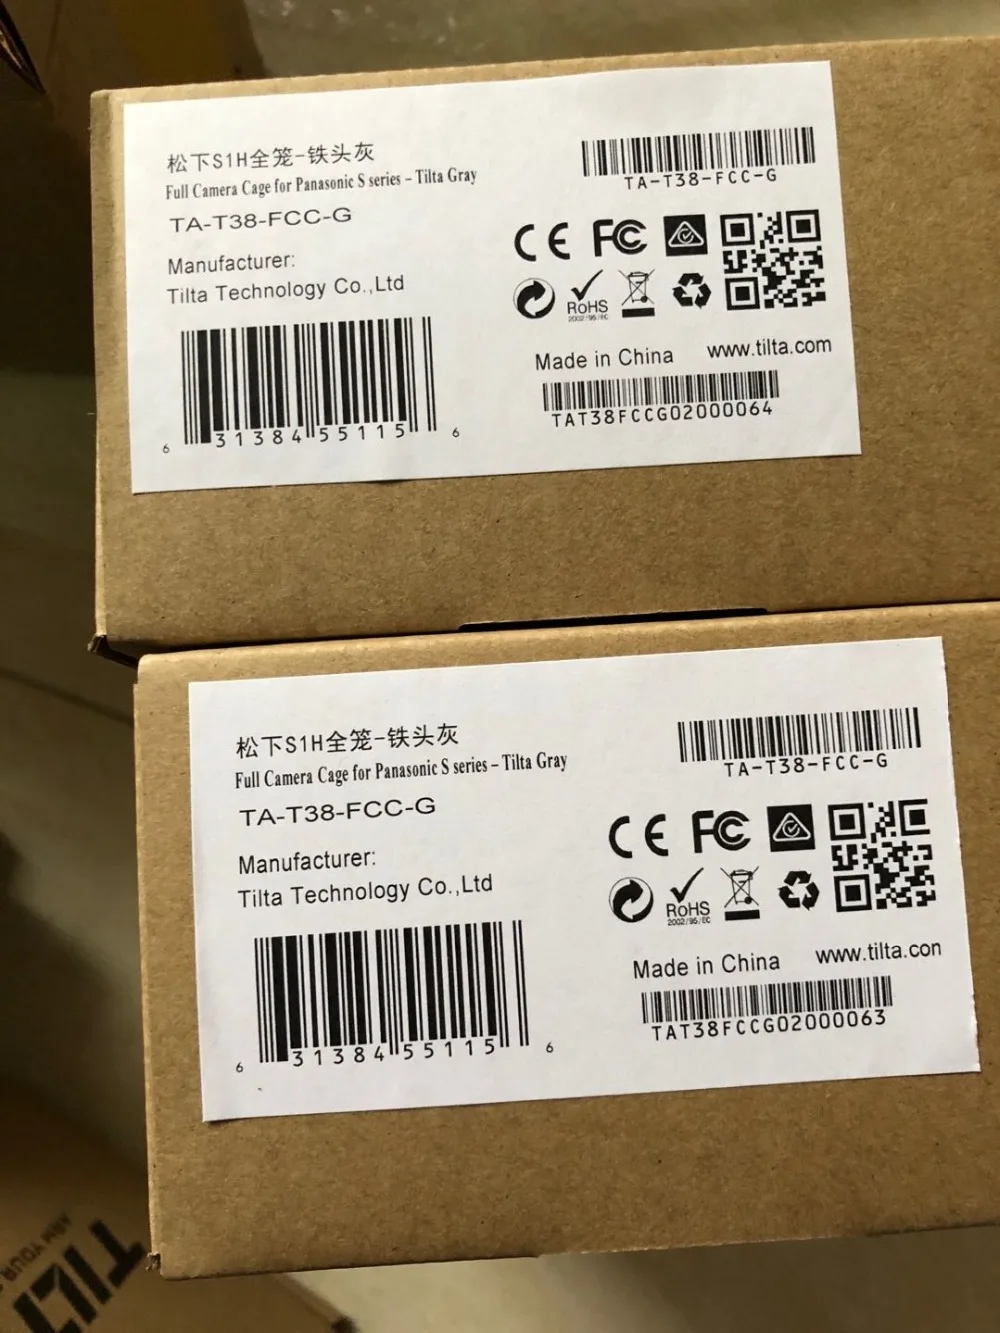 松下S1H全笼-铁头灰
Full Camera Cage for Panasonic S series – Tilta Gray
TA-T38-FCC-G
Manufacturer:
Tilta Technology Co.,Ltd
6 31384 55115 6
TA-T38-FCC-G
CE FC
RoHS
2002/95/EC
Made in China www.tilta.com
TAT38FCCG02000064
松下S1H全笼-铁头灰
Full Camera Cage for Panasonic S series – Tilta Gray
TA-T38-FCC-G
Manufacturer:
Tilta Technology Co.,Ltd
6 31384 55115 6
TA-T38-FCC-G
CE FC
RoHS
2002/95/EC
Made in China www.tilta.con
TAT38FCCG02000063
TILT
ARM YOUR